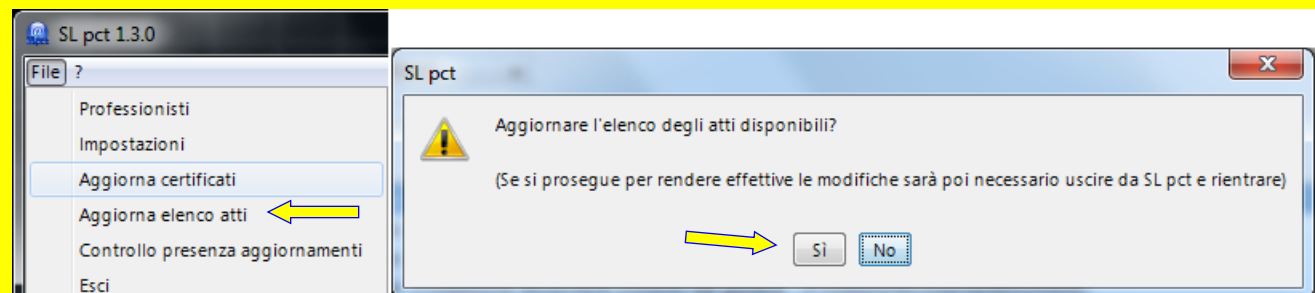 SL pct 1.3.0
File ?
Professionisti
Impostazioni
Aggiorna certificati
Aggiorna elenco atti
Controllo presenza aggiornamenti
Esci
SL pct
Aggiornare l'elenco degli atti disponibili?
(Se si prosegue per rendere effettive le modifiche sarà poi necessario uscire da SL pct e rientrare)
Sì No